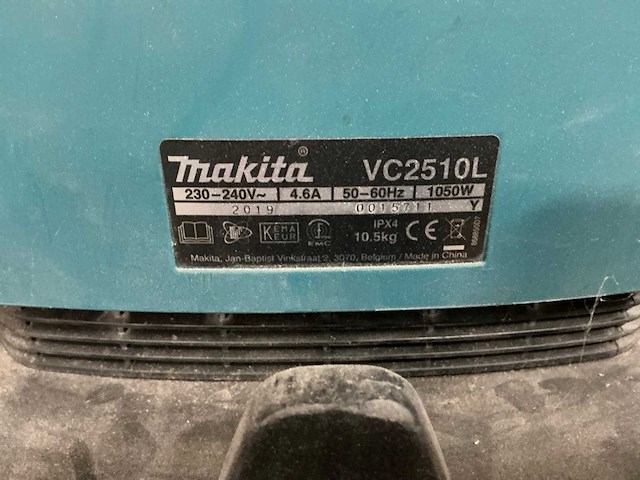 makita® VC2510L
230-240V~ 4.6A 50-60Hz 1050W
2019 0015711 Y
KEMA EUR EMC IPX4 10.5kg CE
Makita, Jan-Baptist Vinkstraat 2, 3070, Belgium / Made in China